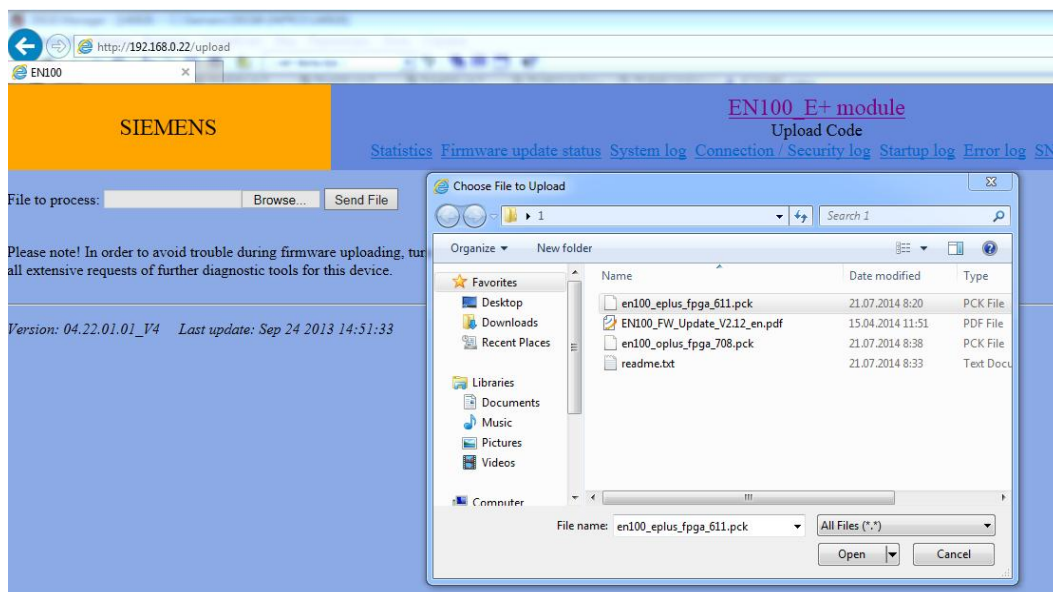 http://192.168.0.22/upload
EN100
SIEMENS
EN100_E+ module
Upload Code
Statistics Firmware update status System log Connection / Security log Startup log Error log SN
File to process: Browse... Send File
Please note! In order to avoid trouble during firmware uploading, tur
all extensive requests of further diagnostic tools for this device.
Version: 04.22.01.01_V4 Last update: Sep 24 2013 14:51:33
Choose File to Upload
1
Search 1
Organize New folder
Name Date modified Type
Favorites
Desktop
Downloads
Recent Places
Libraries
Documents
Music
Pictures
Videos
Computer
en100_eplus_fpga_611.pck 21.07.2014 8:20 PCK File
EN100_FW_Update_V2.12_en.pdf 15.04.2014 11:51 PDF File
en100_oplus_fpga_708.pck 21.07.2014 8:38 PCK File
readme.txt 21.07.2014 8:33 Text Docu
File name: en100_eplus_fpga_611.pck All Files (*.*)
Open Cancel